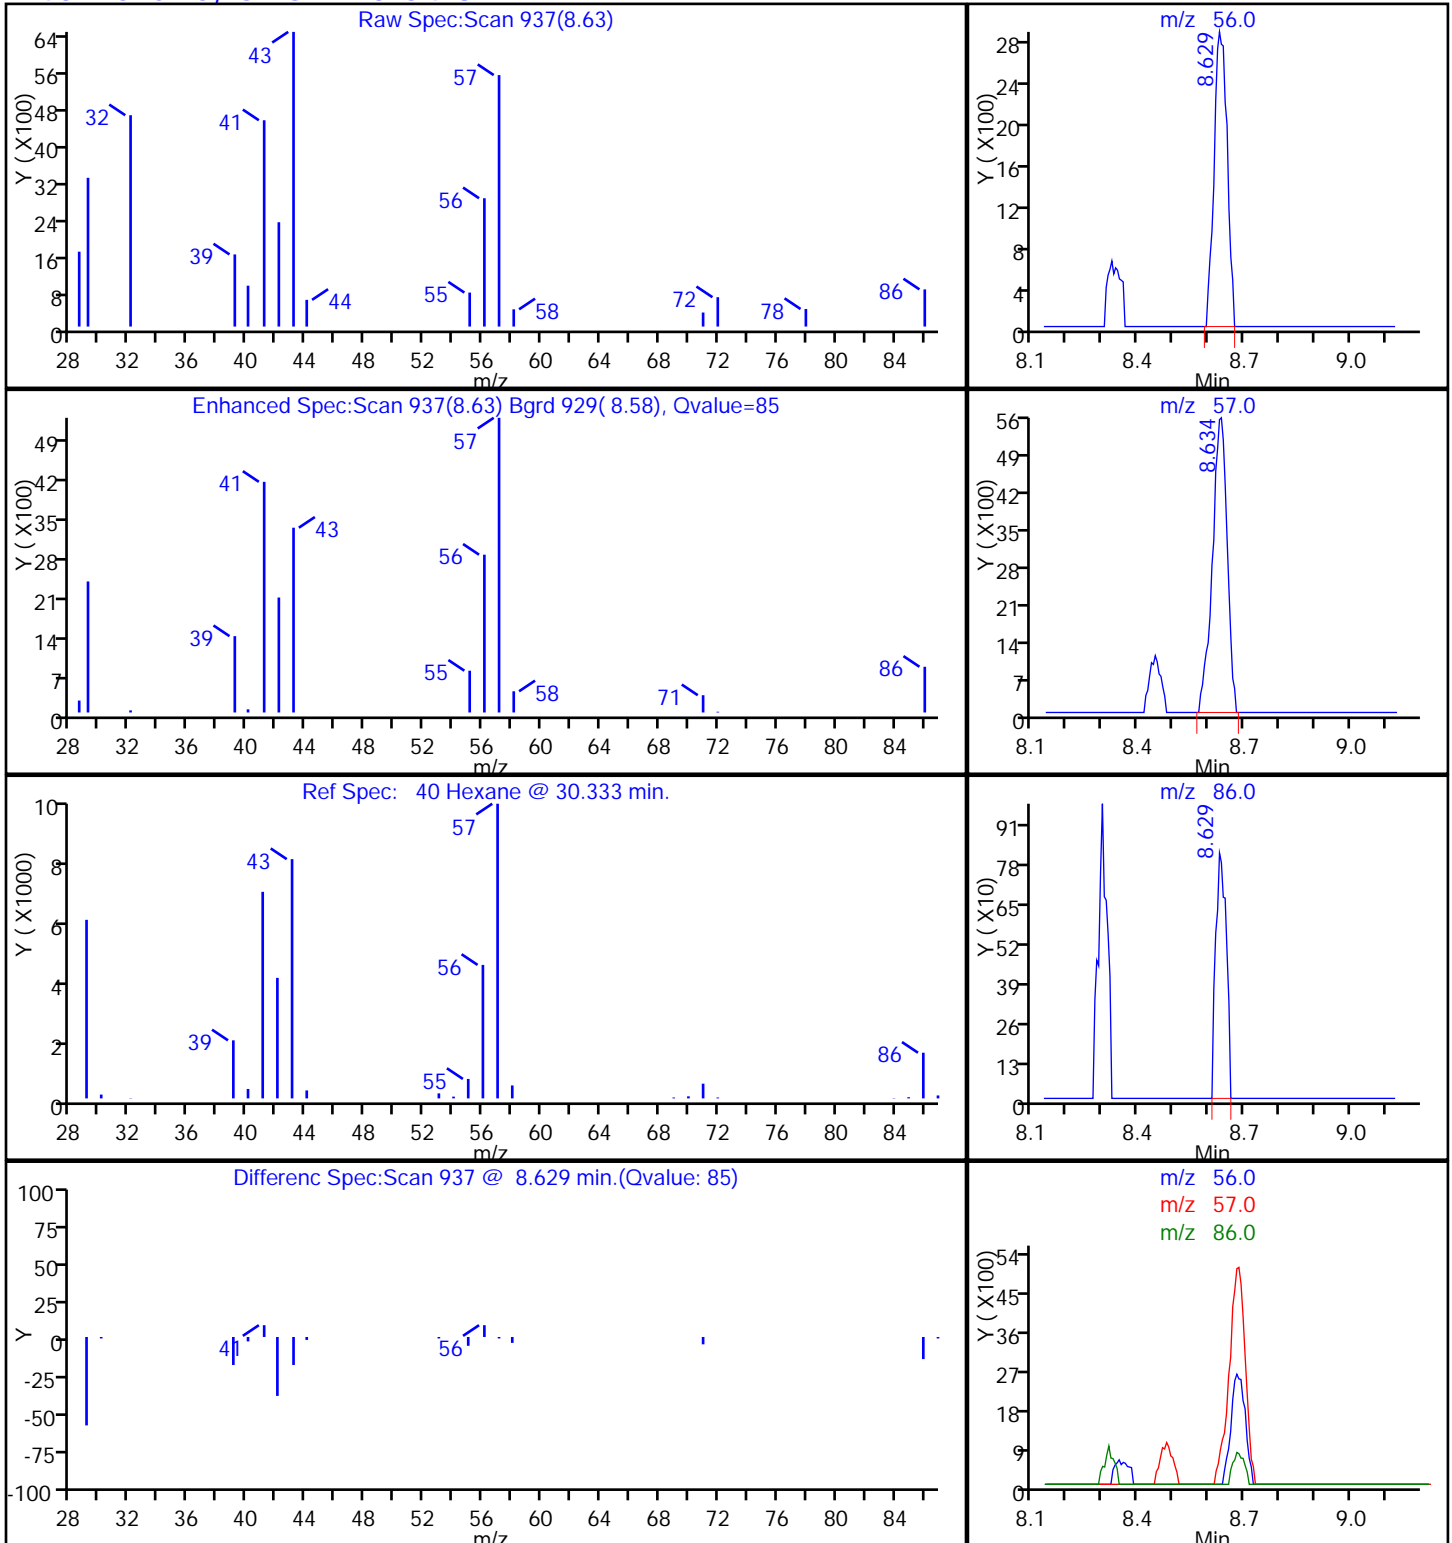 Raw Spec:Scan 937(8.63)
Y ( X100)
64
56
48
40
32
24
16
8
0
43
57
32
41
56
39
55
44
58
72
78
86
28 32 36 40 44 48 52 56 60 64 68 72 76 80 84
m/z
m/z 56.0
Y ( X100)
28
24
20
16
12
8
4
0
8.629
8.1 8.4 8.7 9.0
Min
Enhanced Spec:Scan 937(8.63) Bgrd 929( 8.58), Qvalue=85
Y ( X100)
49
42
35
28
21
14
7
0
57
41
43
56
39
55
58
71
86
28 32 36 40 44 48 52 56 60 64 68 72 76 80 84
m/z
m/z 57.0
Y ( X100)
56
49
42
35
28
21
14
7
0
8.634
8.1 8.4 8.7 9.0
Min
Ref Spec: 40 Hexane @ 30.333 min.
Y ( X1000)
10
8
6
4
2
0
57
43
56
39
55
86
28 32 36 40 44 48 52 56 60 64 68 72 76 80 84
m/z
m/z 86.0
Y ( X10)
91
78
65
52
39
26
13
0
8.629
8.1 8.4 8.7 9.0
Min
Differenc Spec:Scan 937 @ 8.629 min.(Qvalue: 85)
Y
100
75
50
25
0
-25
-50
-75
-100
41
56
28 32 36 40 44 48 52 56 60 64 68 72 76 80 84
m/z
m/z 56.0
m/z 57.0
m/z 86.0
Y ( X100)
54
45
36
27
18
9
0
8.1 8.4 8.7 9.0
Min